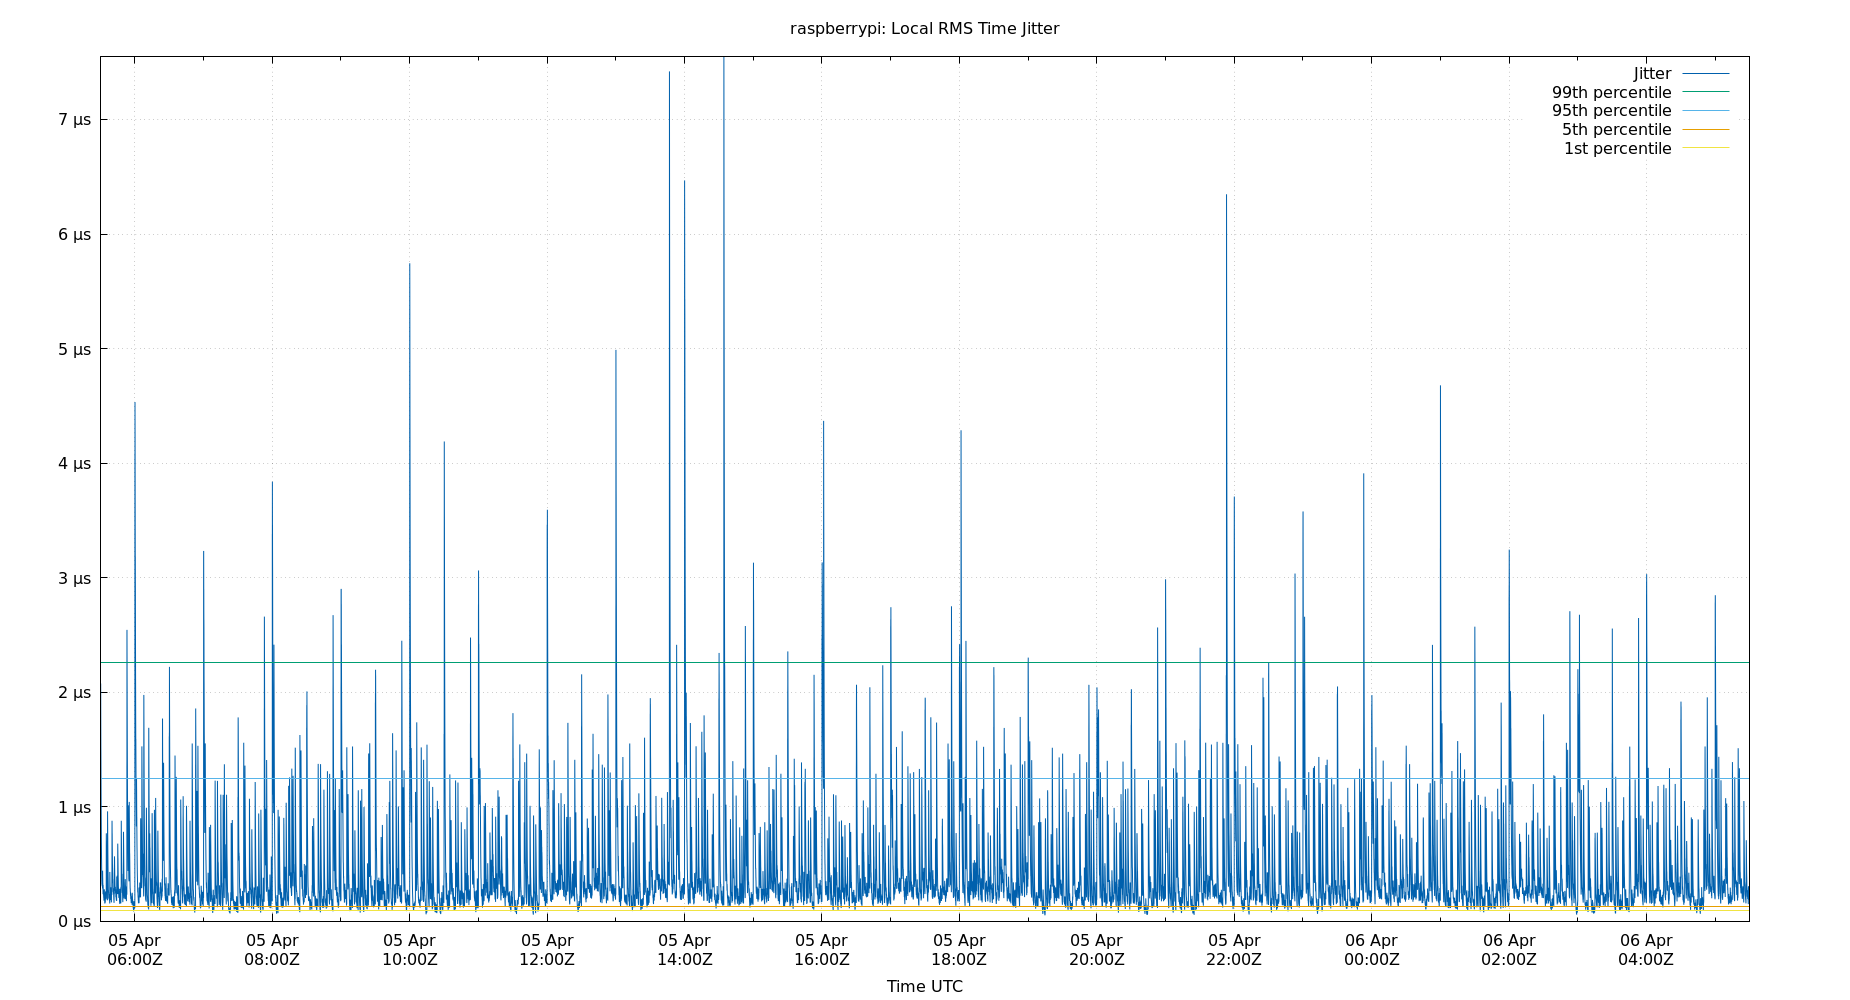 raspberrypi: Local RMS Time Jitter
Jitter
99th percentile
95th percentile
5th percentile
1st percentile
7 µs
6 µs
5 µs
4 µs
3 µs
2 µs
1 µs
0 µs
05 Apr 05 Apr 05 Apr 05 Apr 05 Apr 05 Apr 05 Apr 05 Apr 05 Apr 06 Apr 06 Apr 06 Apr
06:00Z 08:00Z 10:00Z 12:00Z 14:00Z 16:00Z 18:00Z 20:00Z 22:00Z 00:00Z 02:00Z 04:00Z
Time UTC